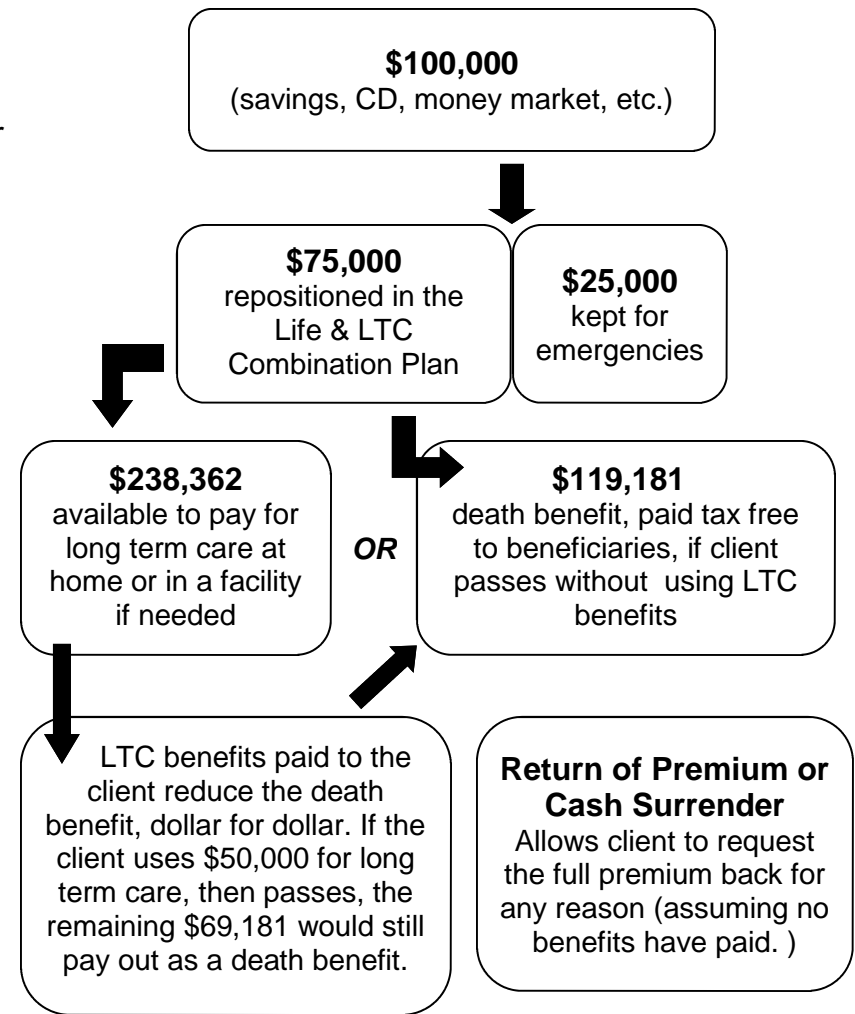 $100,000
(savings, CD, money market, etc.)
$75,000
repositioned in the
Life & LTC
Combination Plan
$25,000
kept for
emergencies
$238,362
available to pay for
long term care at
home or in a facility
if needed
OR
$119,181
death benefit, paid tax free
to beneficiaries, if client
passes without using LTC
benefits
LTC benefits paid to the
client reduce the death
benefit, dollar for dollar. If the
client uses $50,000 for long
term care, then passes, the
remaining $69,181 would still
pay out as a death benefit.
Return of Premium or
Cash Surrender
Allows client to request
the full premium back for
any reason (assuming no
benefits have paid. )